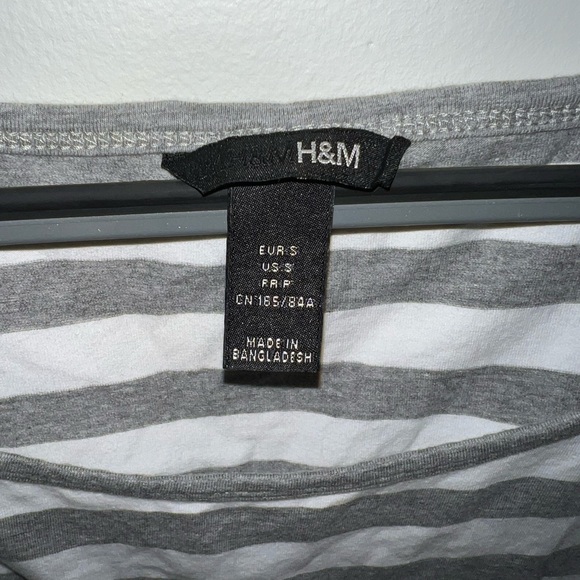 H&M
EUR S
US S
FR P
CN 165/84A
MADE IN
BANGLADESH